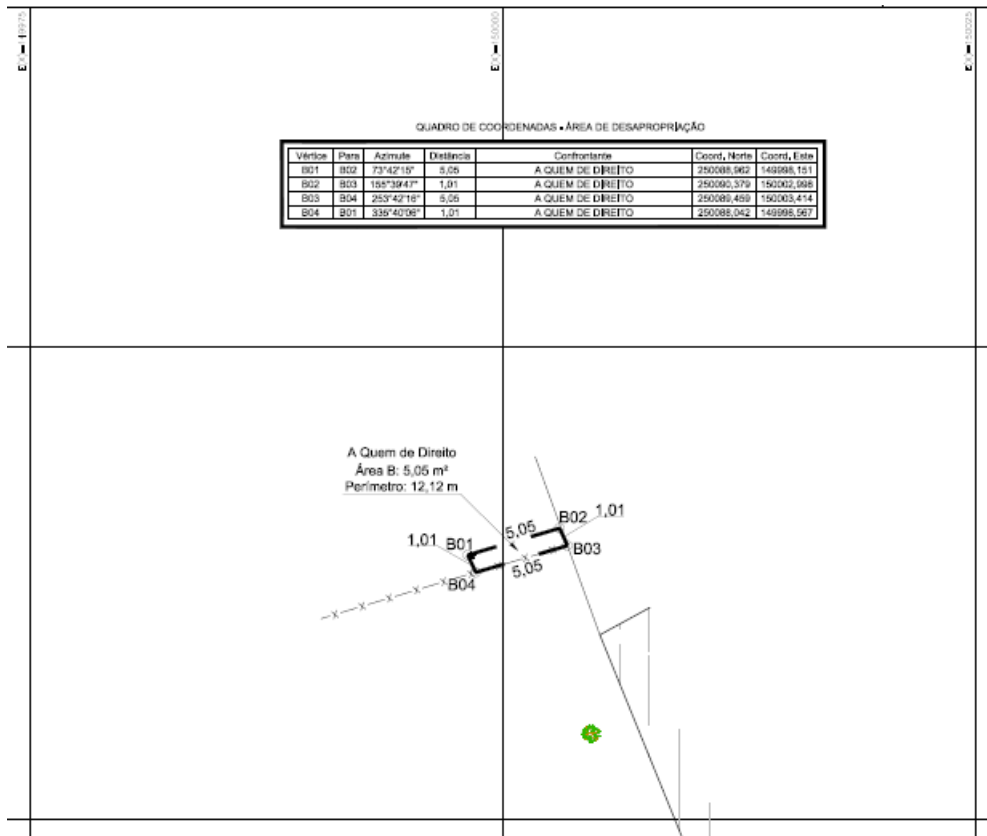 E(X)=149975
E(X)=150000
E(X)=150025
QUADRO DE COORDENADAS - ÁREA DE DESAPROPRIAÇÃO
Vértice Para Azimute Distância Confrontante Coord. Norte Coord. Este
B01 B02 73°42'15" 5,05 A QUEM DE DIREITO 250088,962 149998,151
B02 B03 155°39'47" 1,01 A QUEM DE DIREITO 250090,379 150002,998
B03 B04 253°42'16" 5,05 A QUEM DE DIREITO 250089,459 150003,414
B04 B01 335°40'06" 1,01 A QUEM DE DIREITO 250088,042 149998,567
A Quem de Direito
Área B: 5,05 m²
Perímetro: 12,12 m
B02
1,01
5,05
1,01
B01
B03
5,05
B04